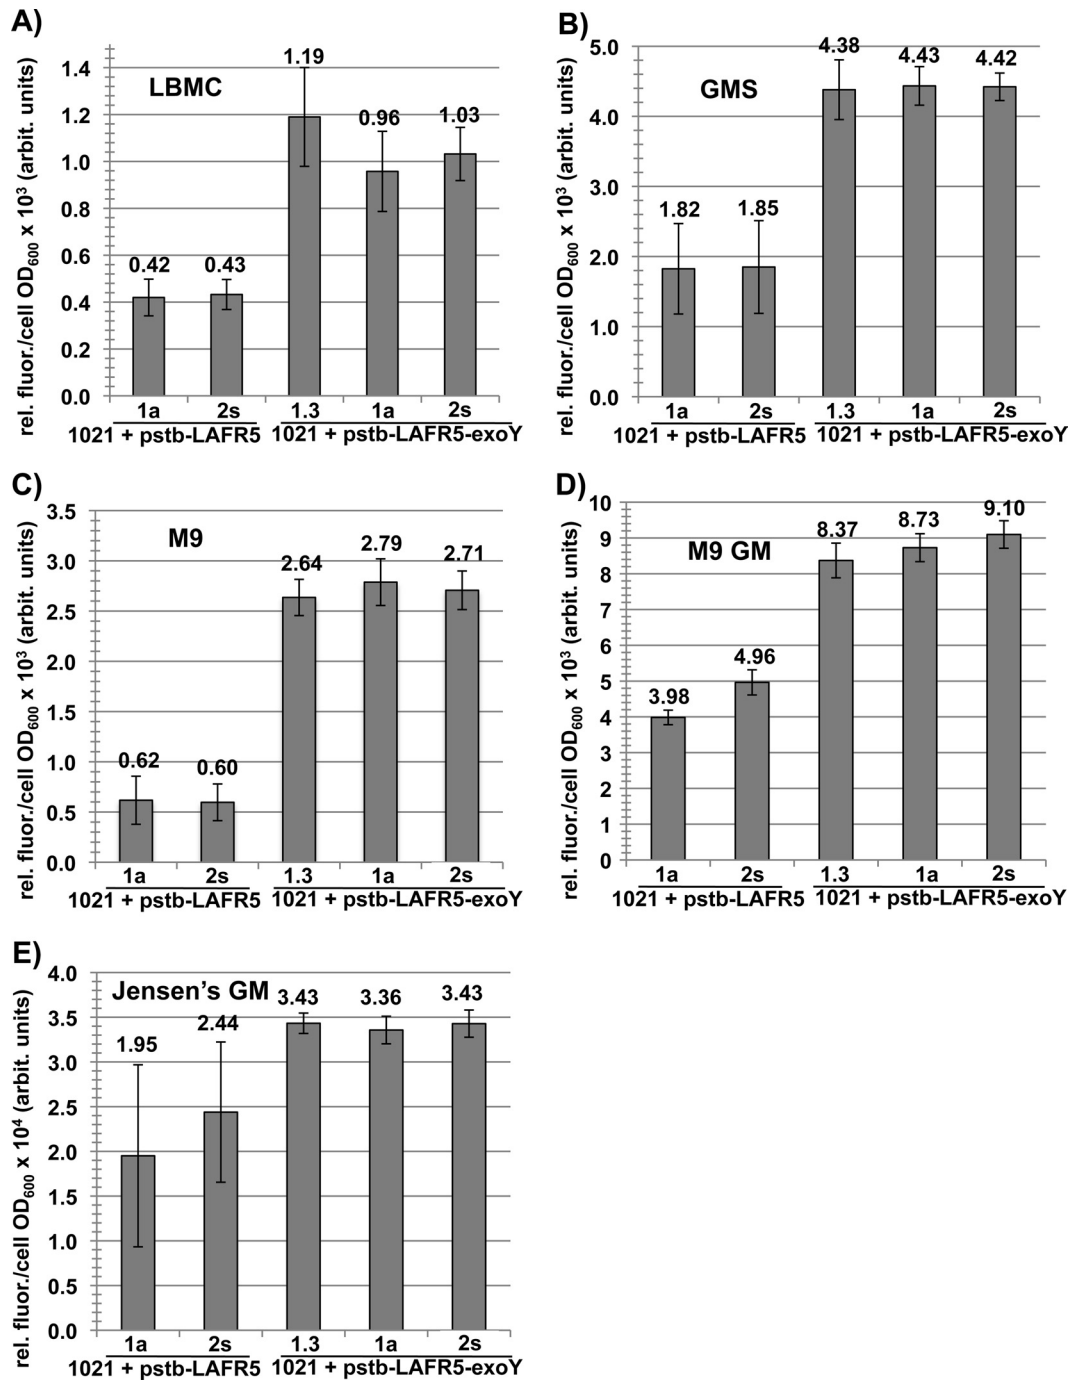 A)
rel. fluor./cell OD600 x 10³ (arbit. units)
LBMC
1.4
1.2
1.0
0.8
0.6
0.4
0.2
0.0
0.42
0.43
1.19
0.96
1.03
1a 2s 1.3 1a 2s
1021 + pstb-LAFR5 1021 + pstb-LAFR5-exoY
B)
rel. fluor./cell OD600 x 10³ (arbit. units)
GMS
5.0
4.0
3.0
2.0
1.0
0.0
1.82
1.85
4.38
4.43
4.42
1a 2s 1.3 1a 2s
1021 + pstb-LAFR5 1021 + pstb-LAFR5-exoY
C)
rel. fluor./cell OD600 x 10³ (arbit. units)
M9
3.5
3.0
2.5
2.0
1.5
1.0
0.5
0.0
0.62
0.60
2.64
2.79
2.71
1a 2s 1.3 1a 2s
1021 + pstb-LAFR5 1021 + pstb-LAFR5-exoY
D)
rel. fluor./cell OD600 x 10³ (arbit. units)
M9 GM
10
9
8
7
6
5
4
3
2
1
0
3.98
4.96
8.37
8.73
9.10
1a 2s 1.3 1a 2s
1021 + pstb-LAFR5 1021 + pstb-LAFR5-exoY
E)
rel. fluor./cell OD600 x 10⁴ (arbit. units)
Jensen's GM
4.0
3.5
3.0
2.5
2.0
1.5
1.0
0.5
0.0
1.95
2.44
3.43
3.36
3.43
1a 2s 1.3 1a 2s
1021 + pstb-LAFR5 1021 + pstb-LAFR5-exoY